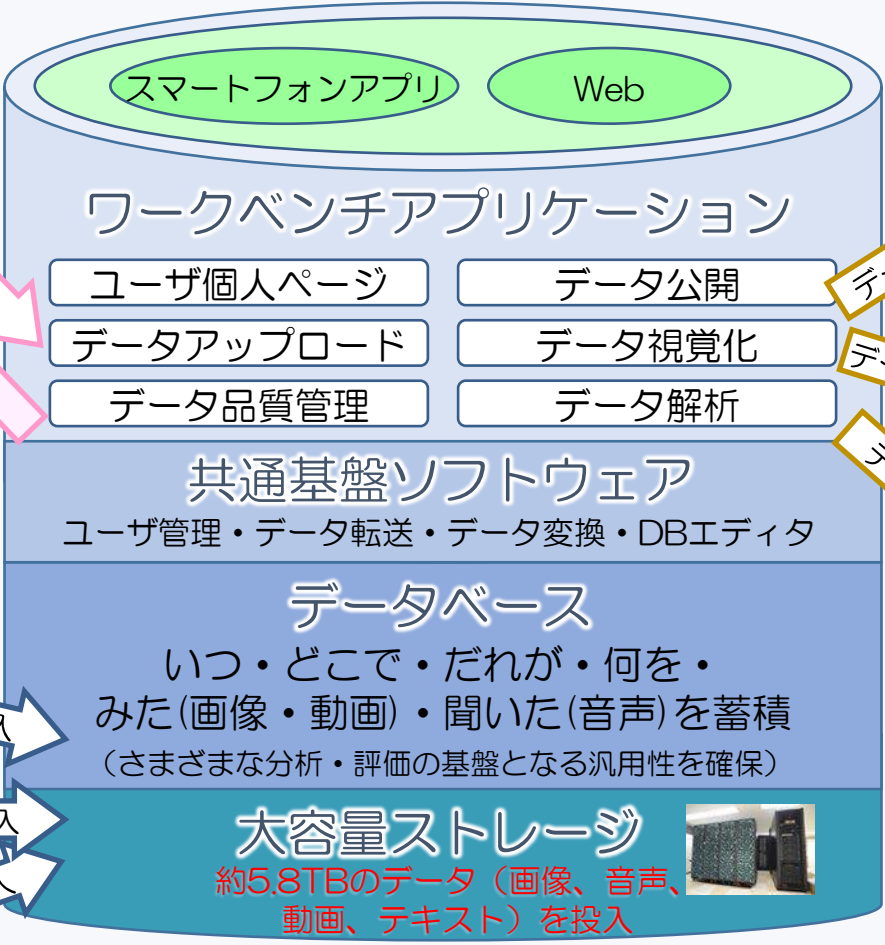 スマートフォンアプリ
Web
ワークベンチアプリケーション
ユーザ個人ページ
データ公開
データアップロード
データ視覚化
データ品質管理
データ解析
共通基盤ソフトウェア
ユーザ管理・データ転送・データ変換・DBエディタ
データベース
いつ・どこで・だれが・何を・
みた(画像・動画)・聞いた(音声)を蓄積
（さまざまな分析・評価の基盤となる汎用性を確保）
大容量ストレージ
約5.8TBのデータ（画像、音声、
動画、テキスト）を投入